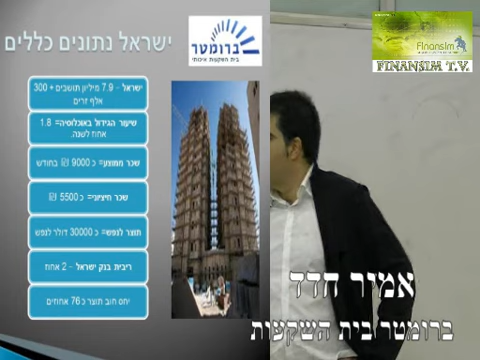 ישראל נתונים כללים
ברומטר
בית השקעות איכותי
ישראל – 7.9 מיליון תושבים + 300
אלף זרים
שיעור הגידול באוכלוסיה= 1.8
אחוז לשנה.
שכר ממוצע= כ 9000 ₪ בחודש
שכר חיציוני= כ 5500 ₪
תוצר לנפש= כ 30000 דולר לנפש
ריבית בנק ישראל – 2 אחוז
יחס חוב תוצר כ 76 אחוזים
Finansim
FINANSIM T.V.
אמיר חדד
ברומטר בית השקעות